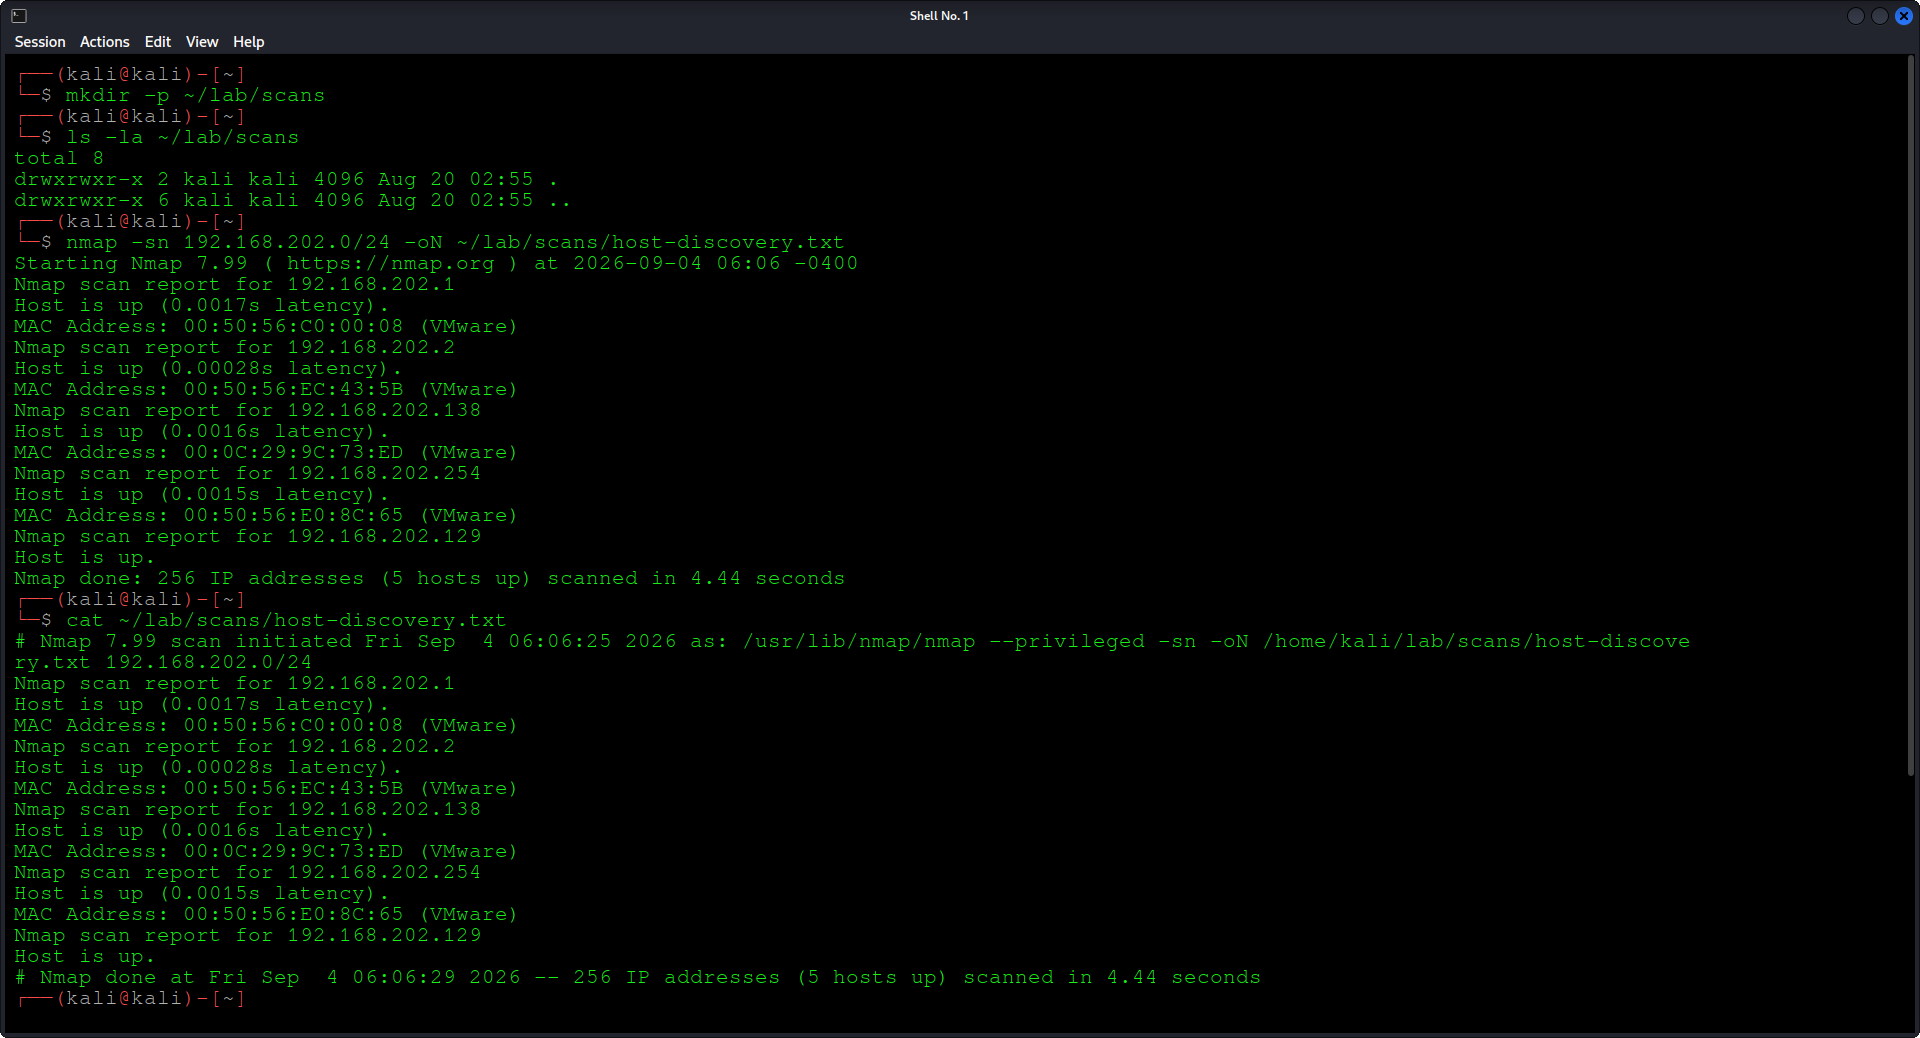 Shell No. 1
Session Actions Edit View Help
┌──(kali@kali)-[~]
└─$ mkdir -p ~/lab/scans
┌──(kali@kali)-[~]
└─$ ls -la ~/lab/scans
total 8
drwxrwxr-x 2 kali kali 4096 Aug 20 02:55 .
drwxrwxr-x 6 kali kali 4096 Aug 20 02:55 ..
┌──(kali@kali)-[~]
└─$ nmap -sn 192.168.202.0/24 -oN ~/lab/scans/host-discovery.txt
Starting Nmap 7.99 ( https://nmap.org ) at 2026-09-04 06:06 -0400
Nmap scan report for 192.168.202.1
Host is up (0.0017s latency).
MAC Address: 00:50:56:C0:00:08 (VMware)
Nmap scan report for 192.168.202.2
Host is up (0.00028s latency).
MAC Address: 00:50:56:EC:43:5B (VMware)
Nmap scan report for 192.168.202.138
Host is up (0.0016s latency).
MAC Address: 00:0C:29:9C:73:ED (VMware)
Nmap scan report for 192.168.202.254
Host is up (0.0015s latency).
MAC Address: 00:50:56:E0:8C:65 (VMware)
Nmap scan report for 192.168.202.129
Host is up.
Nmap done: 256 IP addresses (5 hosts up) scanned in 4.44 seconds
┌──(kali@kali)-[~]
└─$ cat ~/lab/scans/host-discovery.txt
# Nmap 7.99 scan initiated Fri Sep  4 06:06:25 2026 as: /usr/lib/nmap/nmap --privileged -sn -oN /home/kali/lab/scans/host-discove
ry.txt 192.168.202.0/24
Nmap scan report for 192.168.202.1
Host is up (0.0017s latency).
MAC Address: 00:50:56:C0:00:08 (VMware)
Nmap scan report for 192.168.202.2
Host is up (0.00028s latency).
MAC Address: 00:50:56:EC:43:5B (VMware)
Nmap scan report for 192.168.202.138
Host is up (0.0016s latency).
MAC Address: 00:0C:29:9C:73:ED (VMware)
Nmap scan report for 192.168.202.254
Host is up (0.0015s latency).
MAC Address: 00:50:56:E0:8C:65 (VMware)
Nmap scan report for 192.168.202.129
Host is up.
# Nmap done at Fri Sep  4 06:06:29 2026 -- 256 IP addresses (5 hosts up) scanned in 4.44 seconds
┌──(kali@kali)-[~]